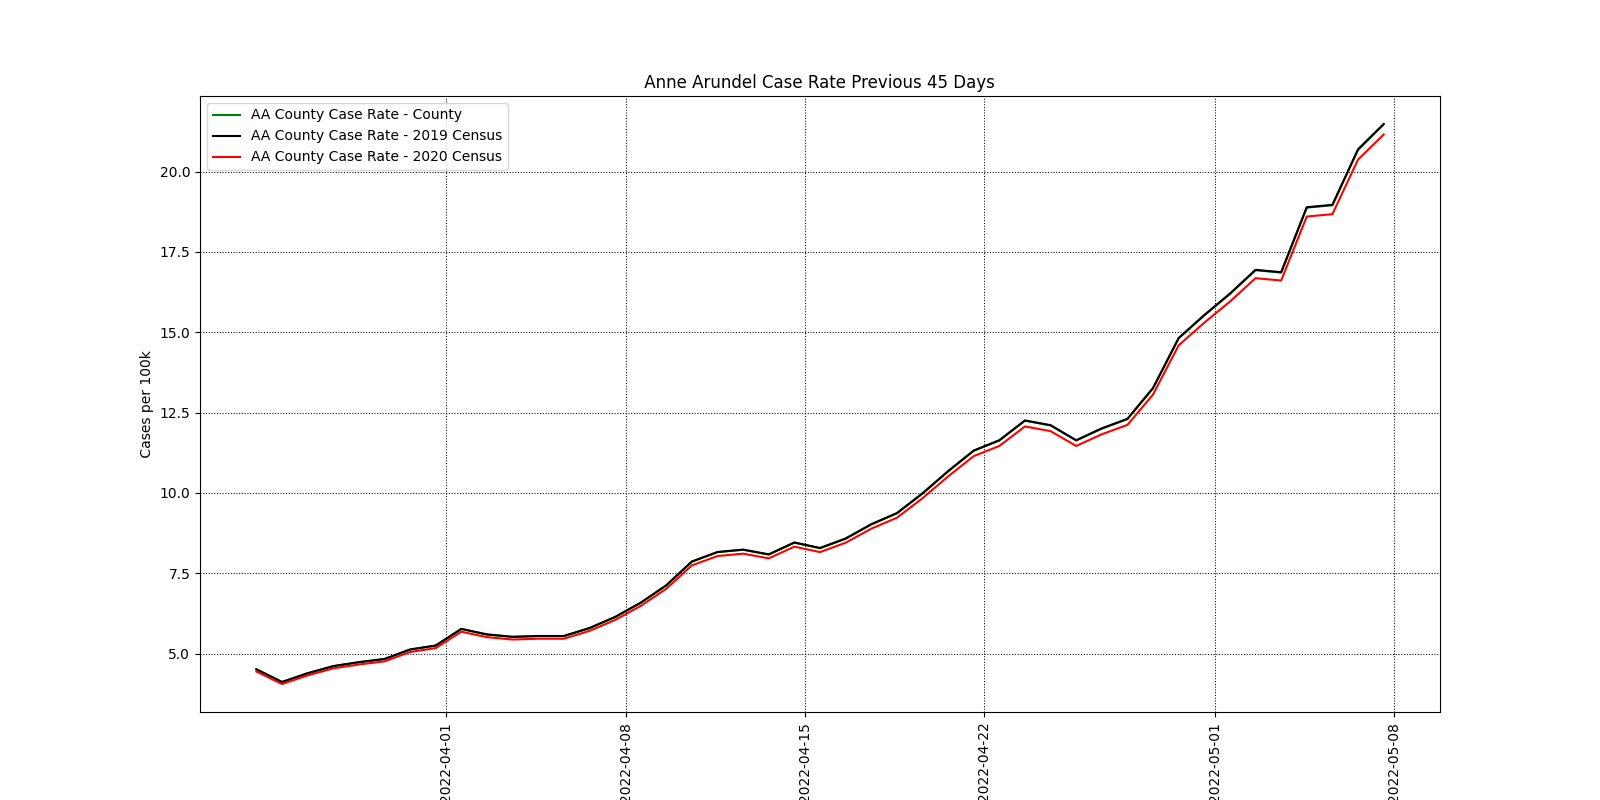 Anne Arundel Case Rate Previous 45 Days
AA County Case Rate - County
AA County Case Rate - 2019 Census
AA County Case Rate - 2020 Census
20.0
17.5
15.0
12.5
10.0
7.5
5.0
Cases per 100k
2022-04-01
2022-04-08
2022-04-15
2022-04-22
2022-05-01
2022-05-08